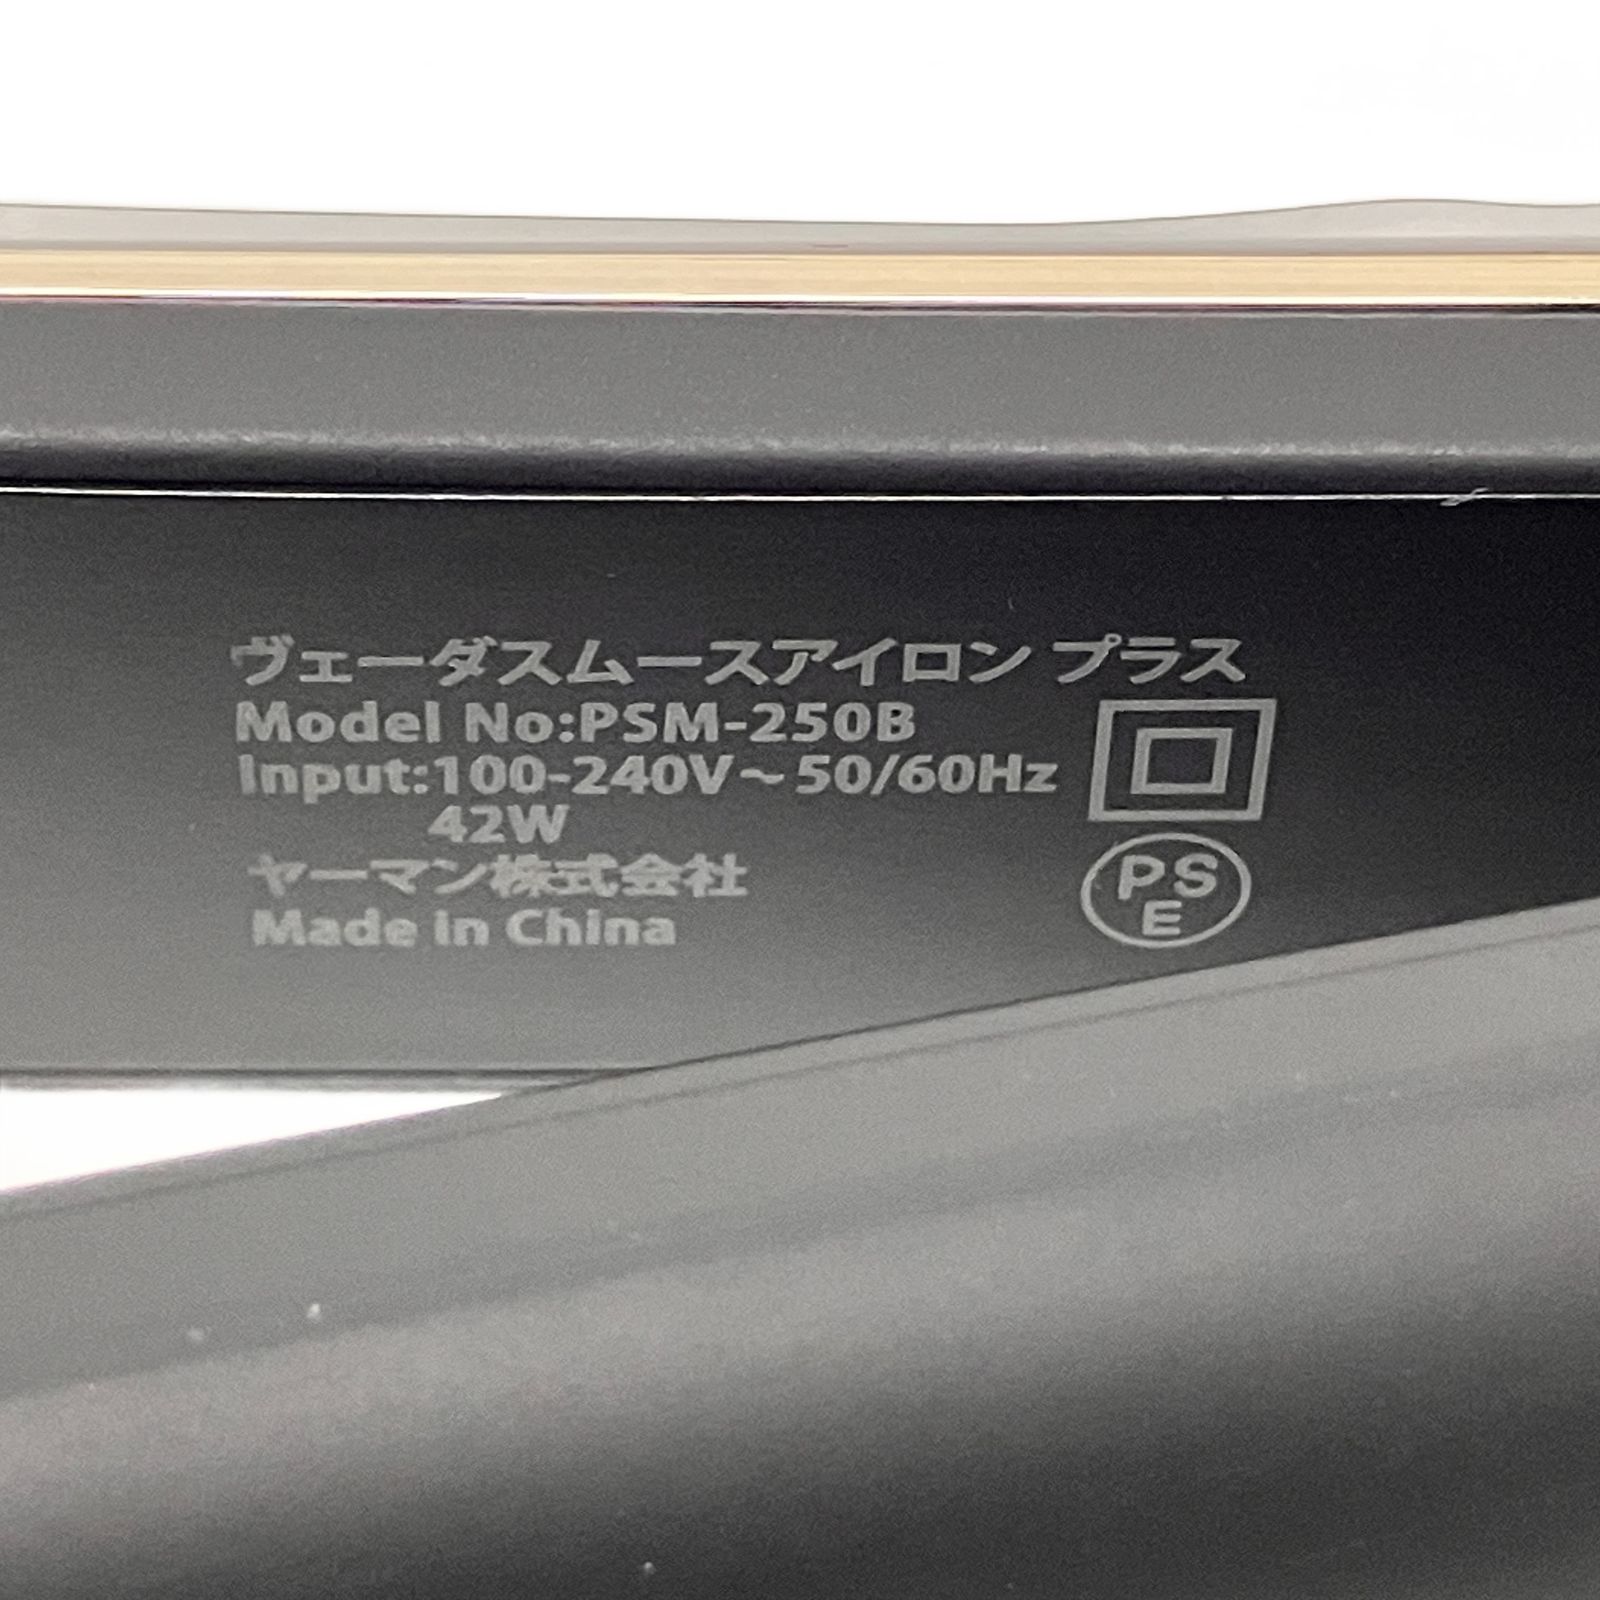 ヴェーダスムースアイロン プラス
Model No:PSM-250B
Input:100-240V～50/60Hz
42W
ヤーマン株式会社
Made in China
PS
E